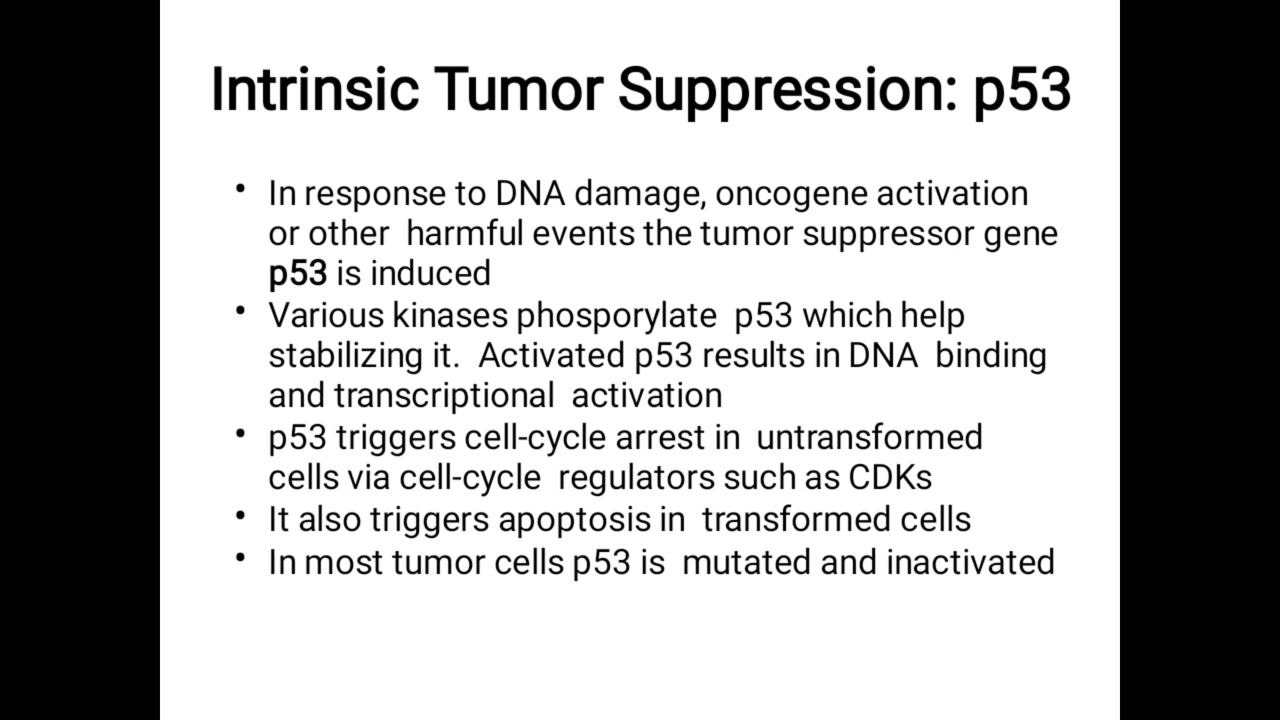 Intrinsic Tumor Suppression: p53
• In response to DNA damage, oncogene activation
or other harmful events the tumor suppressor gene
p53 is induced
• Various kinases phosporylate p53 which help
stabilizing it. Activated p53 results in DNA binding
and transcriptional activation
• p53 triggers cell-cycle arrest in untransformed
cells via cell-cycle regulators such as CDKs
• It also triggers apoptosis in transformed cells
• In most tumor cells p53 is mutated and inactivated